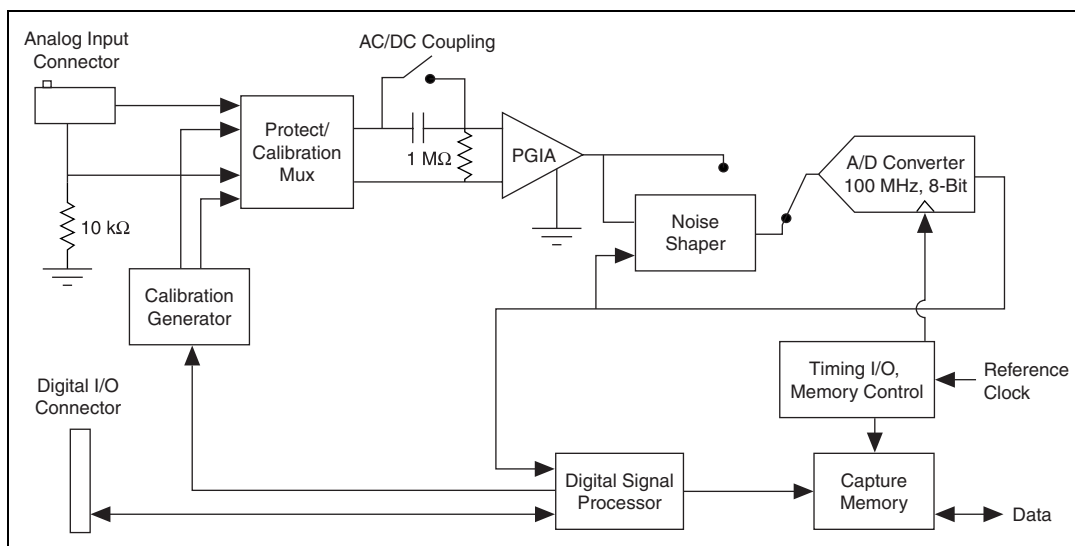 Analog Input
Connector
AC/DC Coupling
Protect/
Calibration
Mux
1 MΩ
PGIA
A/D Converter
100 MHz, 8-Bit
10 kΩ
Noise
Shaper
Calibration
Generator
Timing I/O,
Memory Control
Reference
Clock
Digital I/O
Connector
Digital Signal
Processor
Capture
Memory
Data